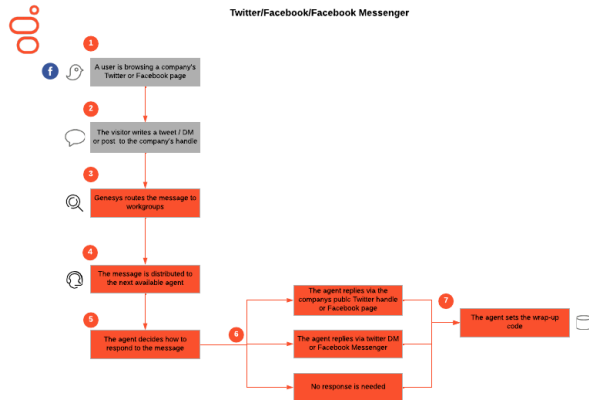 Twitter/Facebook/Facebook Messenger
1
A user is browsing a company's
Twitter or Facebook page
f
2
The visitor writes a tweet / DM
or post to the company's handle
3
Genesys routes the message to
workgroups
4
The message is distributed to
the next available agent
5
The agent decides how to
respond to the message
6
The agent replies via the
companys publc Twitter handle
or Facebook page
The agent replies via twitter DM
or Facebook Messenger
No response is needed
7
The agent sets the wrap-up
code